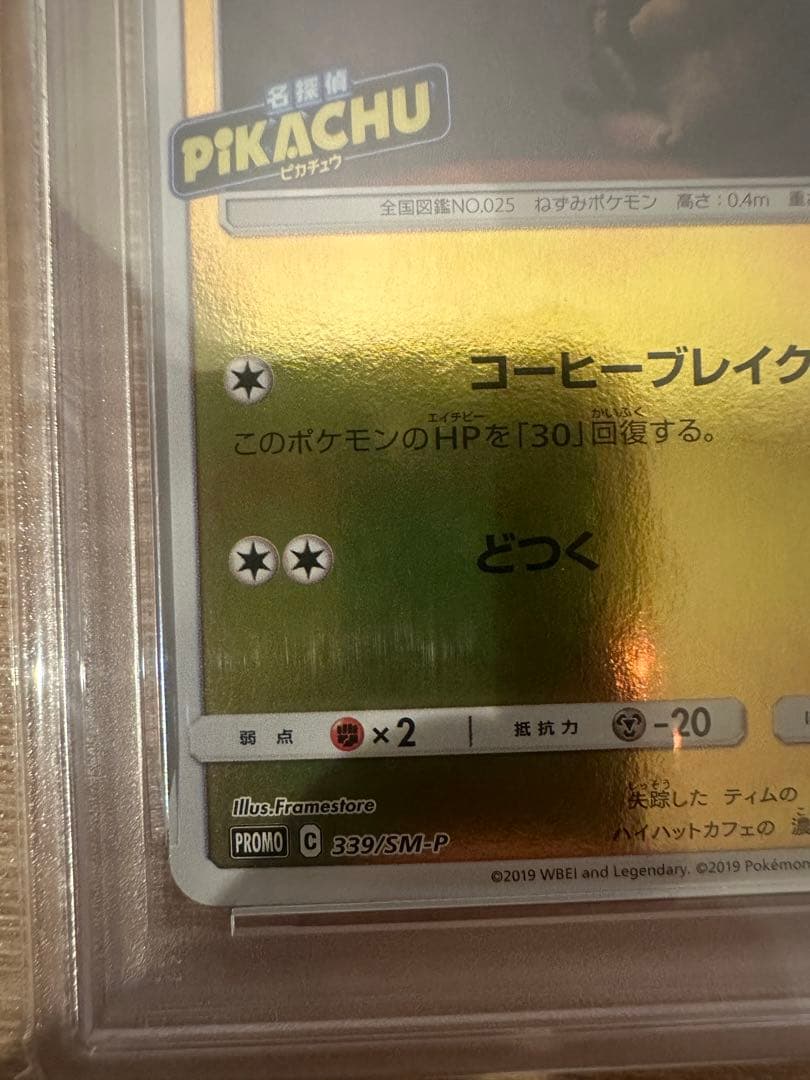 名探偵
PiKACHU
ピカチュウ
全国図鑑NO.025 ねずみポケモン 高さ：0.4m 重
コーヒーブレイク
エイチピー かいふく
このポケモンのHPを「30」回復する。
どつく
弱点 ×2 抵抗力 -20
Illus.Framestore
しっそう
失踪した ティムの
ハイハットカフェの 濃
PROMO C 339/SM-P
©2019 WBEI and Legendary. ©2019 Pokémon